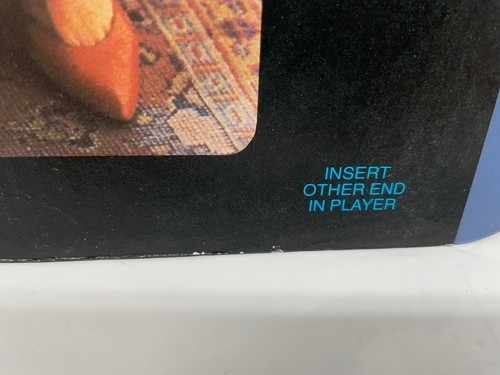 INSERT
OTHER END
IN PLAYER